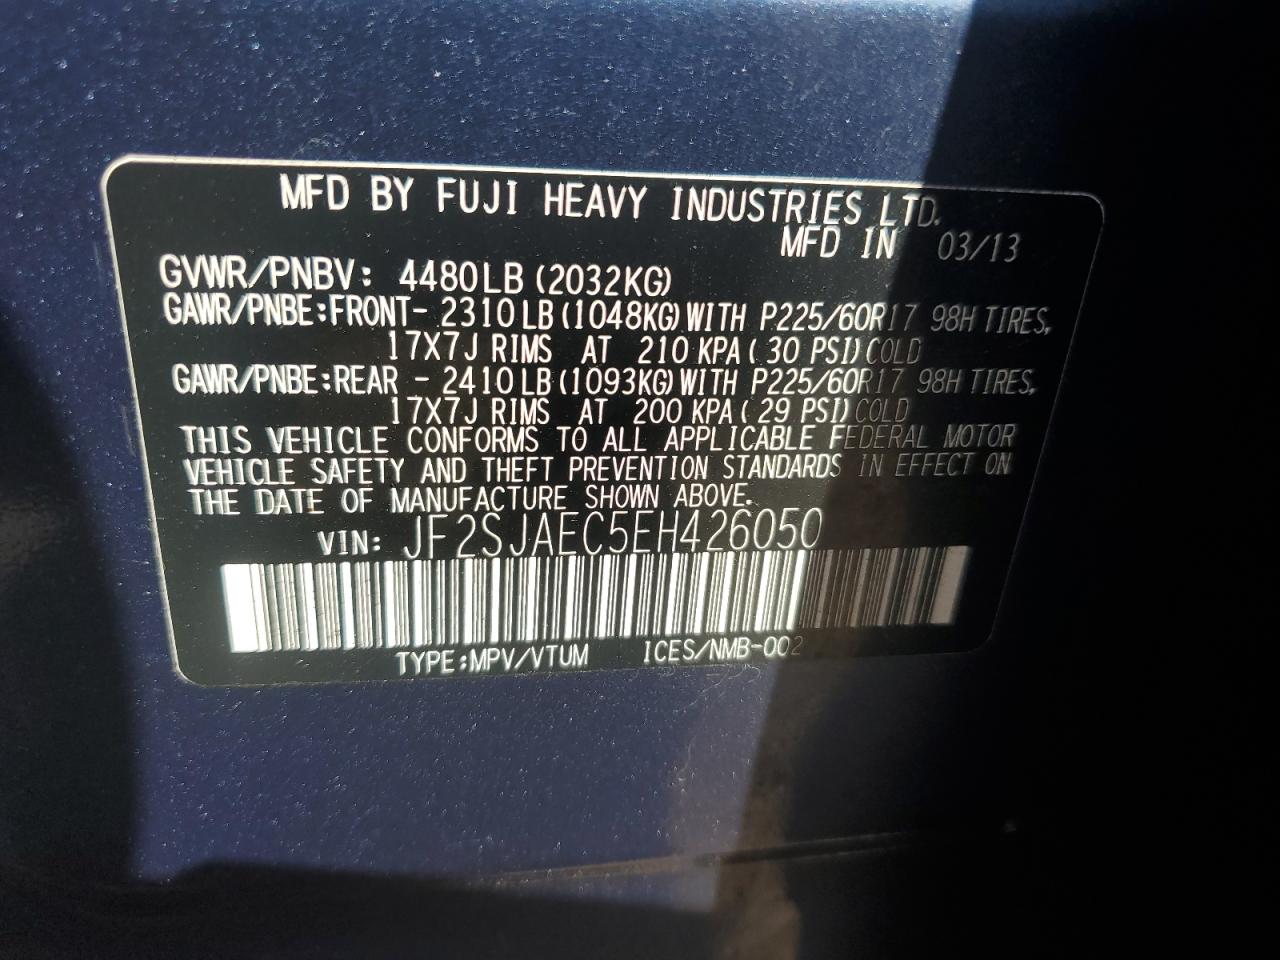 MFD BY FUJI HEAVY INDUSTRIES LTD.
MFD IN 03/13
GVWR/PNBV: 4480LB (2032KG)
GAWR/PNBE:FRONT- 2310LB(1048KG)WITH P225/60R17 98H TIRES,
17X7J RIMS AT 210 KPA( 30 PSI)COLD
GAWR/PNBE:REAR - 2410LB(1093KG)WITH P225/60R17 98H TIRES,
17X7J RIMS AT 200 KPA( 29 PSI)COLD
THIS VEHICLE CONFORMS TO ALL APPLICABLE FEDERAL MOTOR
VEHICLE SAFETY AND THEFT PREVENTION STANDARDS IN EFFECT ON
THE DATE OF MANUFACTURE SHOWN ABOVE.
VIN: JF2SJAEC5EH426050
TYPE:MPV/VTUM ICES/NMB-002